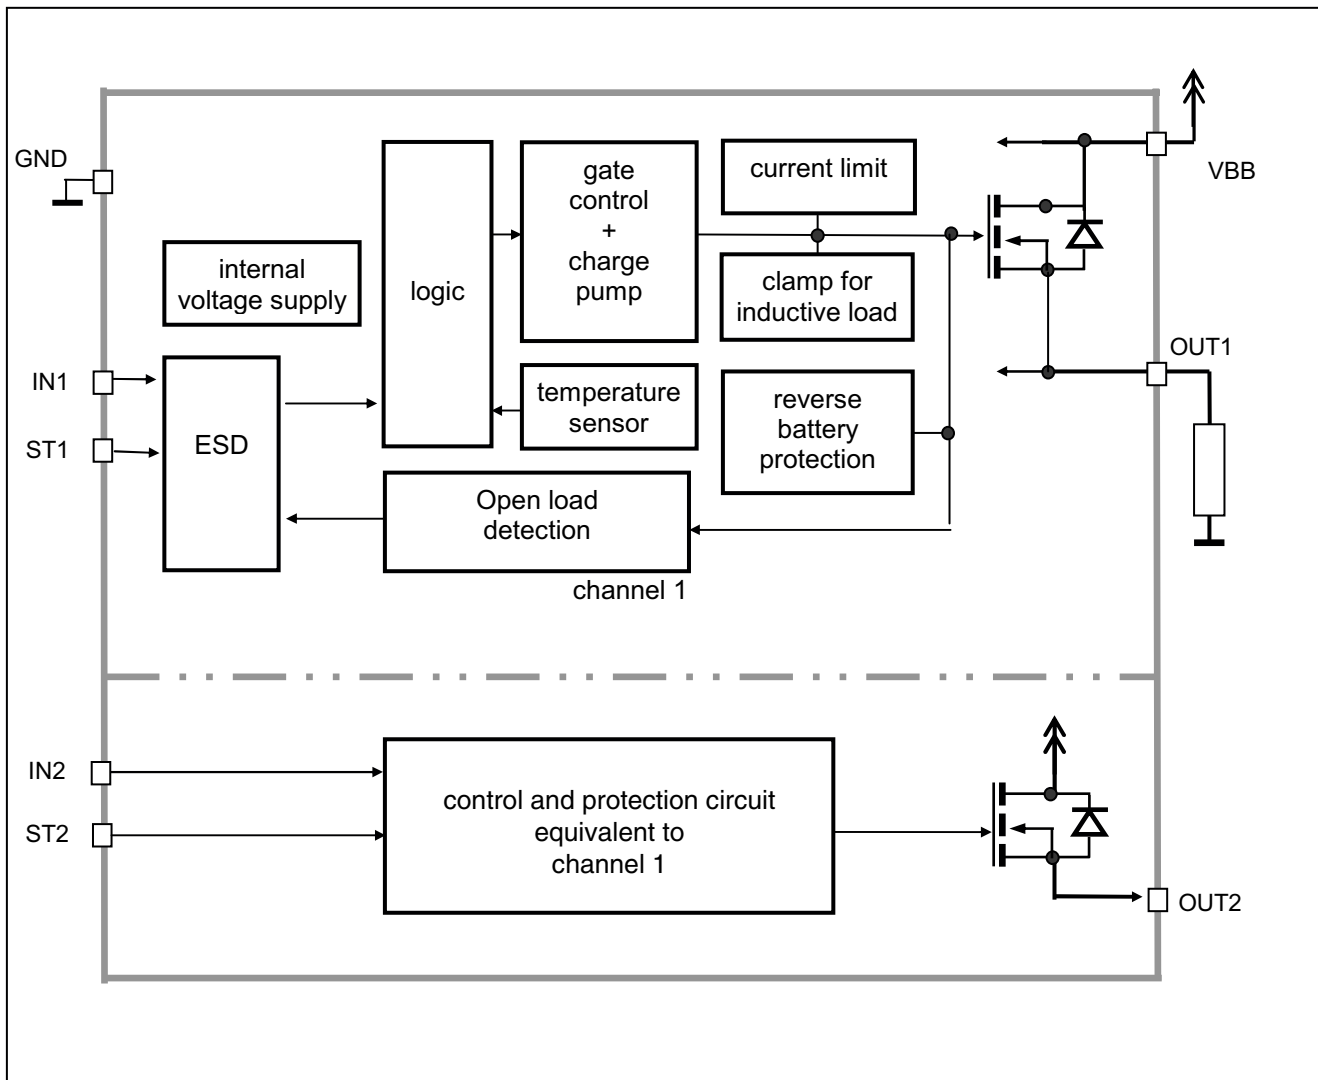 GND
VBB
gate
control
+
charge
pump
current limit
internal
voltage supply
logic
clamp for
inductive load
OUT1
IN1
ST1
ESD
temperature
sensor
reverse
battery
protection
Open load
detection
channel 1
IN2
ST2
control and protection circuit
equivalent to
channel 1
OUT2